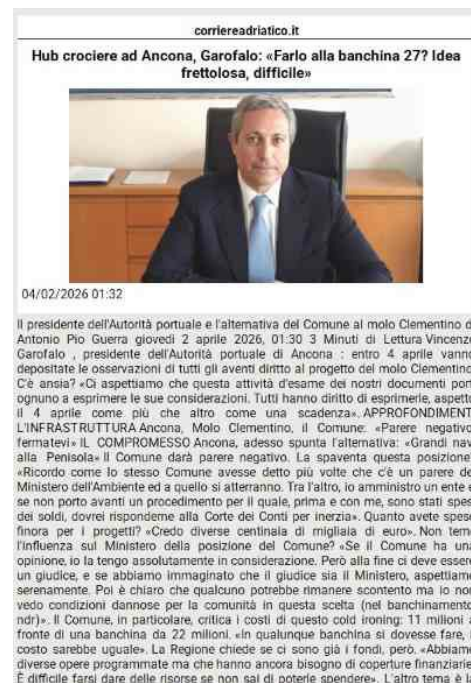 corriereadriatico.it
Hub crociere ad Ancona, Garofalo: «Farlo alla banchina 27? Idea
frettolosa, difficile»
04/02/2026 01:32
Il presidente dell'Autorità portuale e l'alternativa del Comune al molo Clementino d
Antonio Pio Guerra giovedì 2 aprile 2026, 01:30 3 Minuti di Lettura Vincenzo
Garofalo , presidente dell'Autorità portuale di Ancona : entro 4 aprile vanno
depositate le osservazioni di tutti gli aventi diritto al progetto del molo Clementino
C'è ansia? «Ci aspettiamo che questa attività d'esame dei nostri documenti port
ognuno a esprimere le sue considerazioni. Tutti hanno diritto di esprimerle, aspetto
il 4 aprile come più che altro come una scadenza». APPROFONDIMENT
L'INFRASTRUTTURA Ancona, Molo Clementino, il Comune: «Parere negativo
fermatevi» IL COMPROMESSO Ancona, adesso spunta l'alternativa: «Grandi nav
alla Penisola» Il Comune darà parere negativo. La spaventa questa posizione?
«Ricordo come lo stesso Comune avesse detto più volte che c'è un parere de
Ministero dell'Ambiente ed a quello si atterranno. Tra l'altro, io amministro un ente e
se non porto avanti un procedimento per il quale, prima e con me, sono stati spes
dei soldi, dovrei risponderne alla Corte dei Conti per inerzia». Quanto avete speso
finora per i progetti? «Credo diverse centinaia di migliaia di euro». Non teme
l'influenza sul Ministero della posizione del Comune? «Se il Comune ha una
opinione, io la tengo assolutamente in considerazione. Però alla fine ci deve essere
un giudice, e se abbiamo immaginato che il giudice sia il Ministero, aspettiamo
serenamente. Poi è chiaro che qualcuno potrebbe rimanere scontento ma io non
vedo condizioni dannose per la comunità in questa scelta (nel banchinamento
ndr)». Il Comune, in particolare, critica i costi di questo cold ironing: 11 milioni a
fronte di una banchina da 22 milioni. «In qualunque banchina si dovesse fare, i
costo sarebbe uguale». La Regione chiede se ci sono già i fondi, però. «Abbiamo
diverse opere programmate ma che hanno ancora bisogno di coperture finanziarie
È difficile farsi dare delle risorse se non sai di poterle spendere». L'altro tema è l